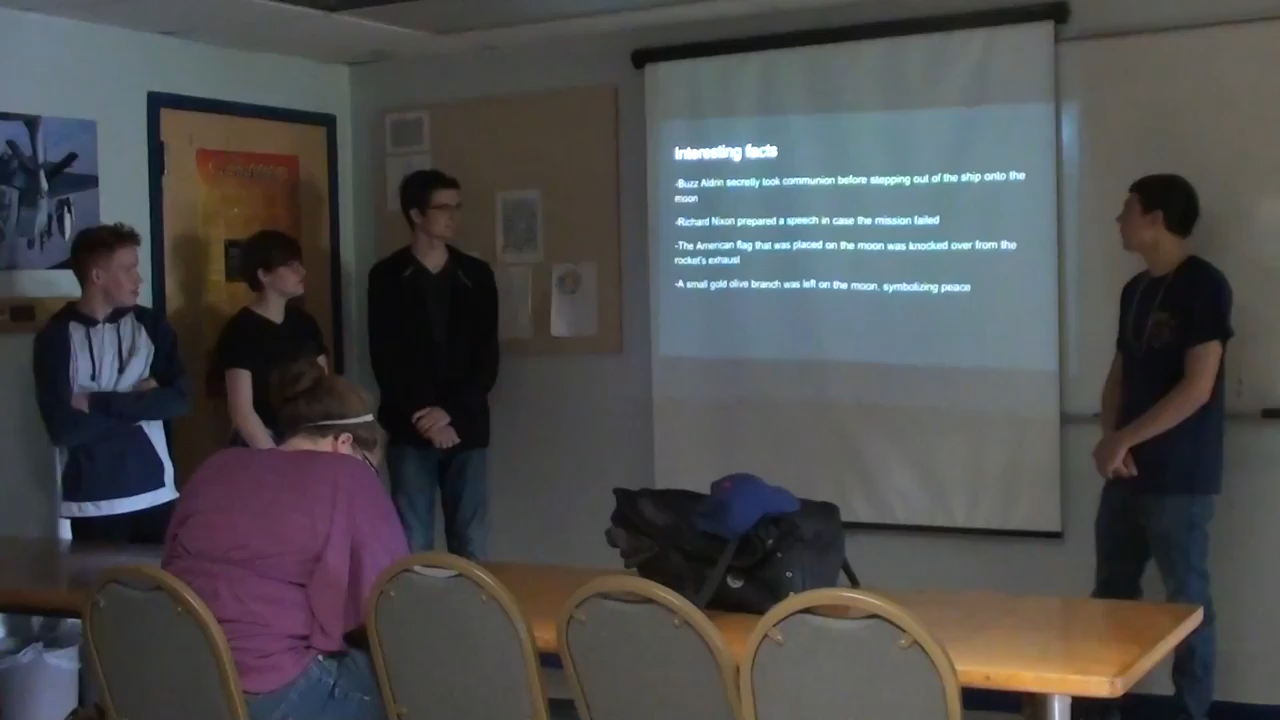 Interesting facts
-Buzz Aldrin secretly took communion before stepping out of the ship onto the
moon
-Richard Nixon prepared a speech in case the mission failed
-The American flag that was placed on the moon was knocked over from the
rocket's exhaust
-A small gold olive branch was left on the moon, symbolizing peace